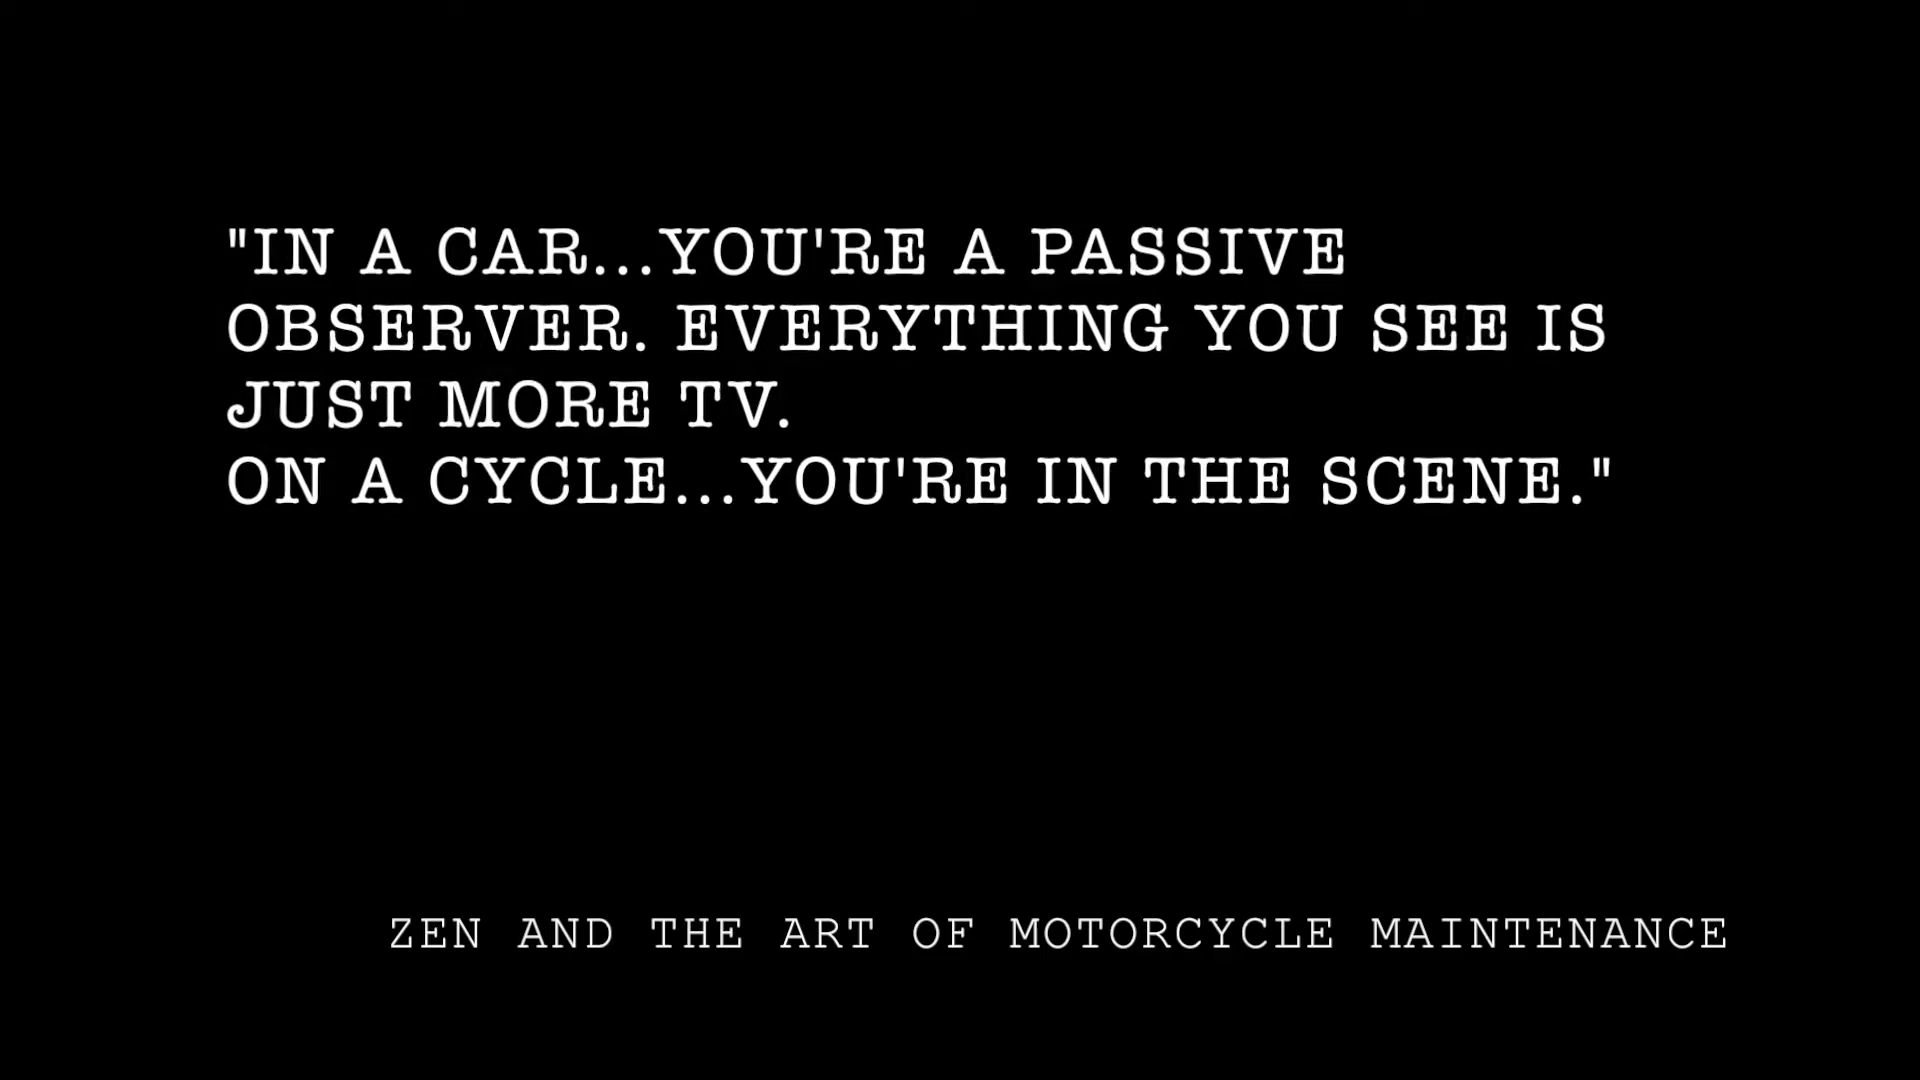 "IN A CAR...YOU'RE A PASSIVE
OBSERVER. EVERYTHING YOU SEE IS
JUST MORE TV.
ON A CYCLE...YOU'RE IN THE SCENE."
ZEN AND THE ART OF MOTORCYCLE MAINTENANCE